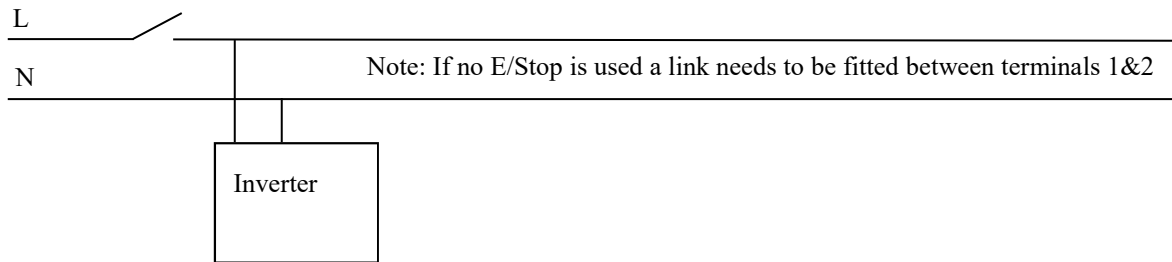 L
N
Note: If no E/Stop is used a link needs to be fitted between terminals 1&2
Inverter